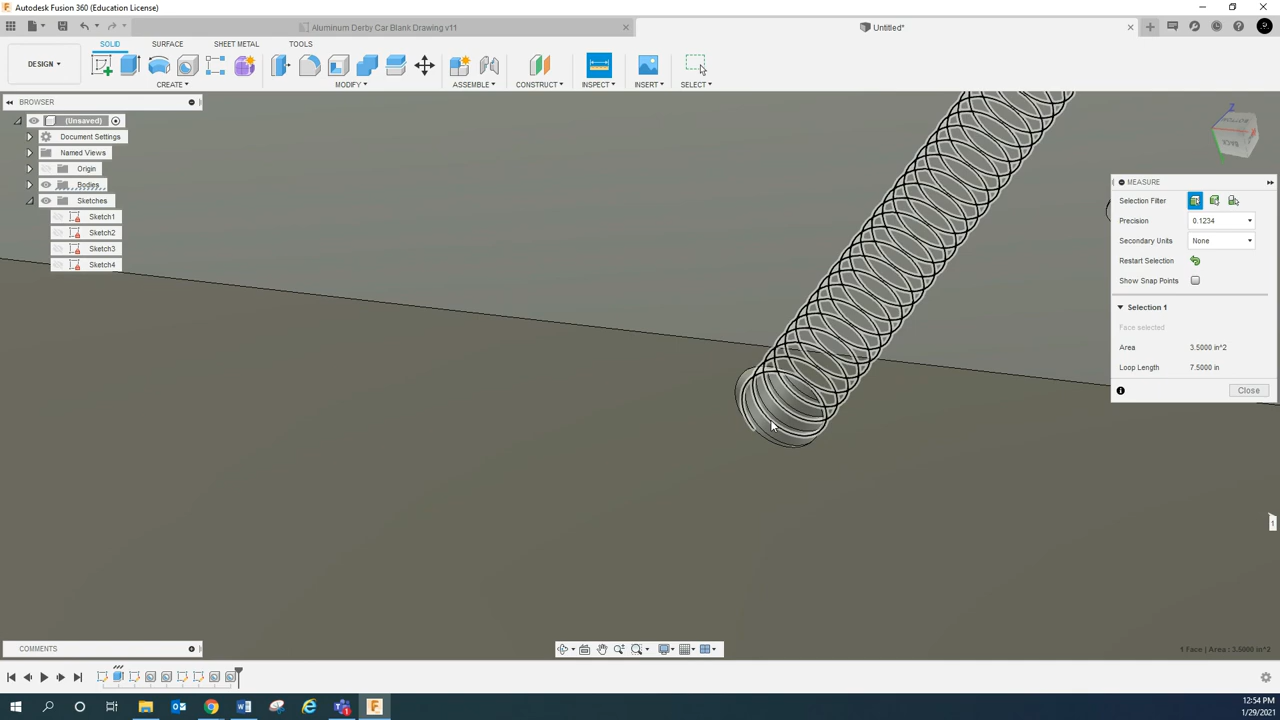 Autodesk Fusion 360 (Education License)
Aluminum Derby Car Blank Drawing v11
Untitled*
DESIGN
SOLID
SURFACE
SHEET METAL
TOOLS
CREATE
MODIFY
ASSEMBLE
CONSTRUCT
INSPECT
INSERT
SELECT
BROWSER
(Unsaved)
Document Settings
Named Views
Origin
Bodies
Sketches
Sketch1
Sketch2
Sketch3
Sketch4
Z
BOTTOM
BACK
MEASURE
Selection Filter
Precision 0.1234
Secondary Units None
Restart Selection
Show Snap Points
Selection 1
Face selected
Area 3.5000 in^2
Loop Length 7.5000 in
Close
1
COMMENTS
1 Face | Area : 3.5000 in^2
12:54 PM
1/29/2021